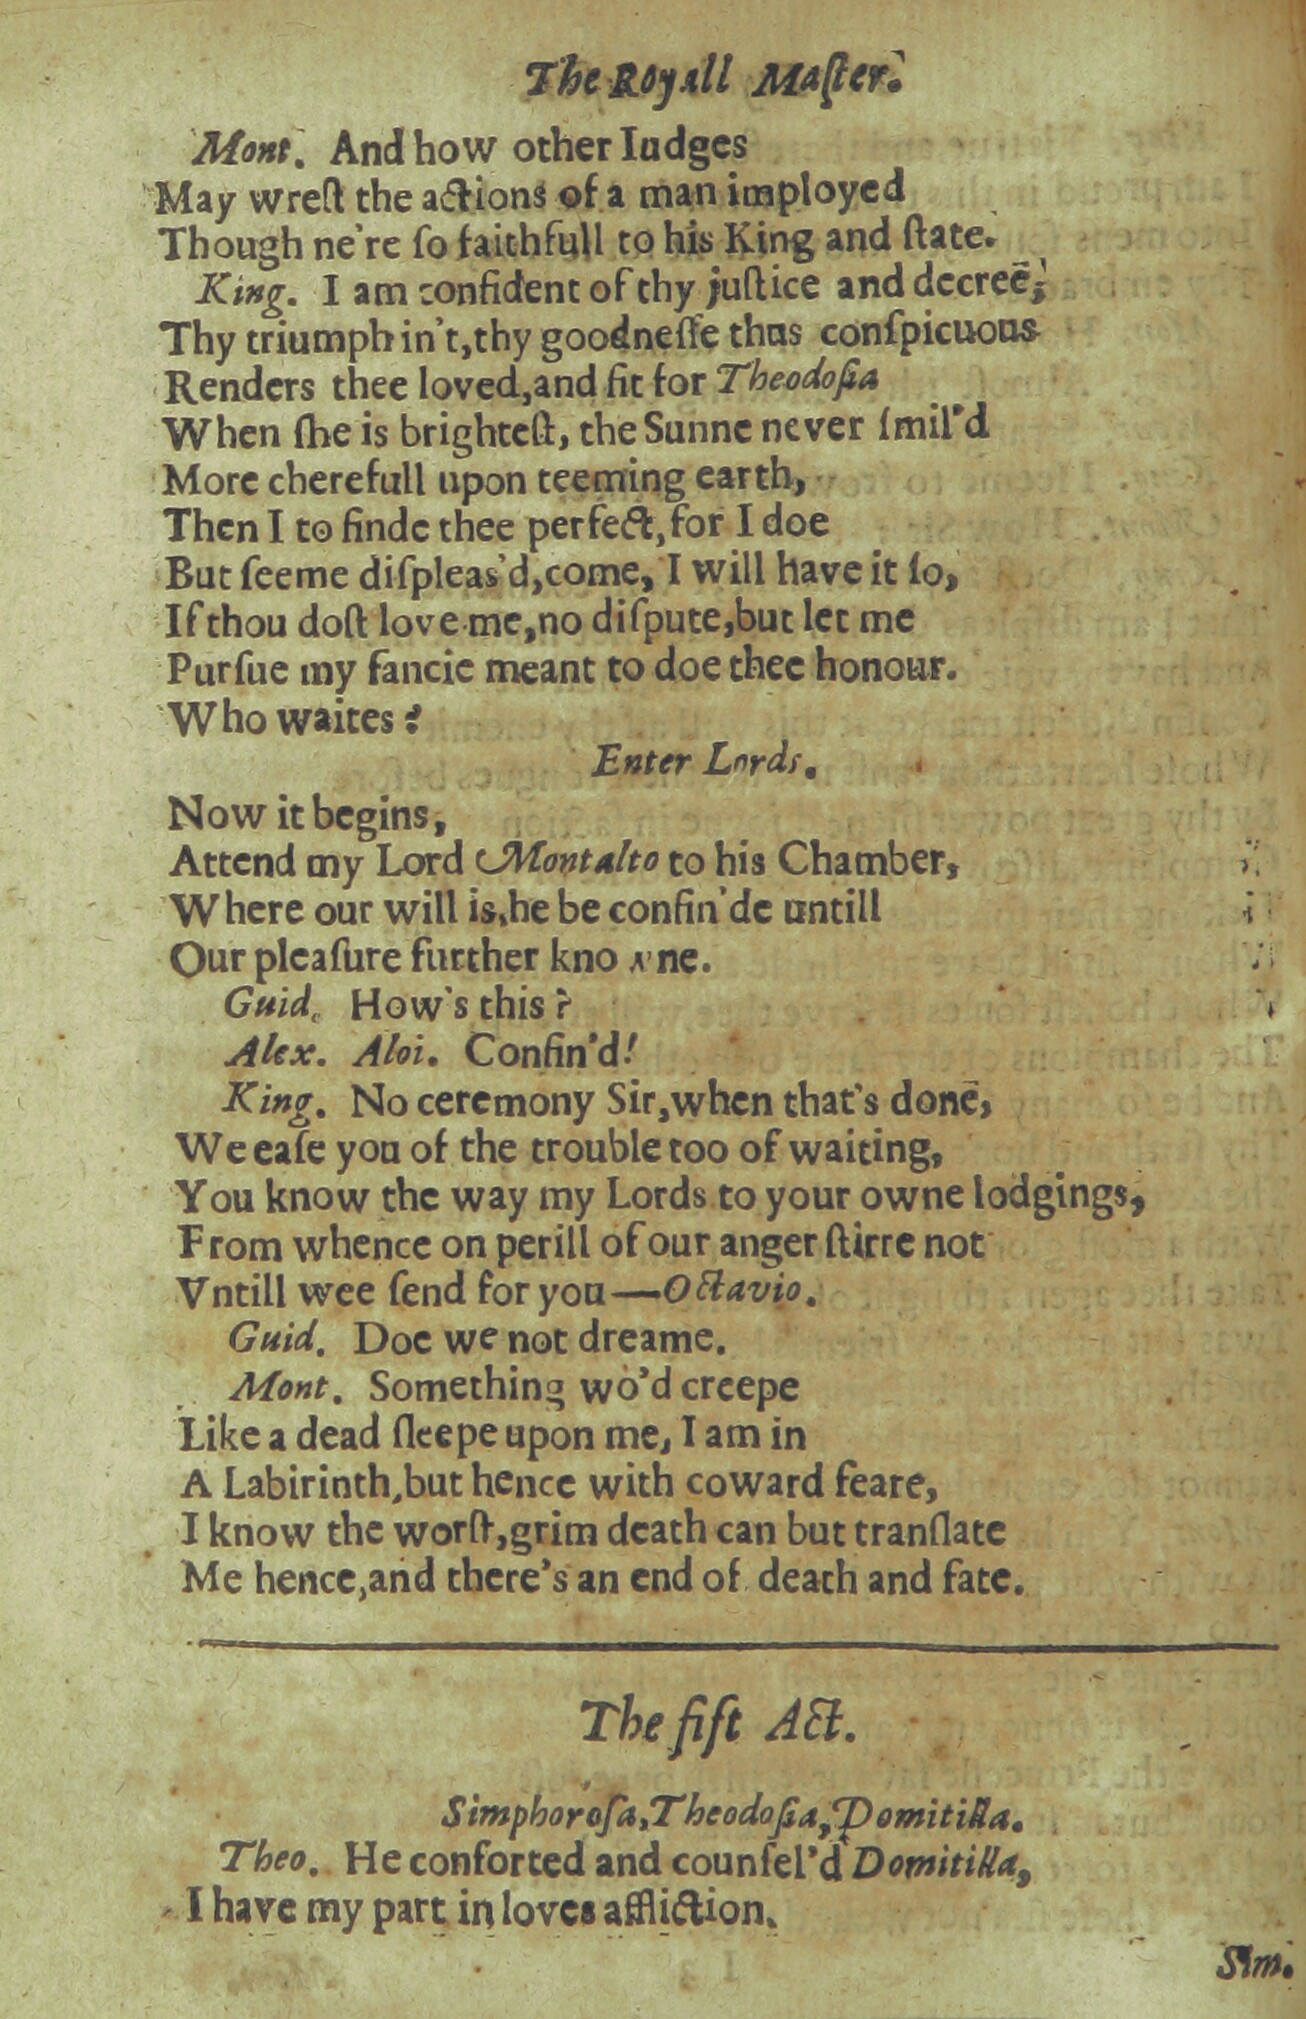 The Royall Maſter.
Mont. And how other Iudges
May wreſt the actions of a man imployed
Though ne're ſo faithfull to his King and ſtate.
King. I am confident of thy juſtice and decree,
Thy triumph in't,thy goodneſſe thus conſpicuous
Renders thee loved,and fit for Theodoſia
When ſhe is brighteſt, the Sunne never ſmil'd
More cherefull upon teeming earth,
Then I to finde thee perfect,for I doe
But ſeeme diſpleas'd,come, I will have it ſo,
If thou doſt love me,no diſpute,but let me
Purſue my fancie meant to doe thee honour.
Who waites?
Enter Lords.
Now it begins,
Attend my Lord Montalto to his Chamber,
Where our will is,he be confin'de untill
Our pleaſure further knowne.
Guid. How's this?
Alex. Aloi. Confin'd!
King. No ceremony Sir,when that's done,
We eaſe you of the trouble too of waiting,
You know the way my Lords to your owne lodgings,
From whence on perill of our anger ſtirre not
Vntill wee ſend for you—Octavio.
Guid. Doe we not dreame.
Mont. Something wo'd creepe
Like a dead ſleepe upon me, I am in
A Labirinth,but hence with coward feare,
I know the worſt,grim death can but tranſlate
Me hence,and there's an end of death and fate.
The fift Act.
Simphoroſa,Theodoſia,Domitilla.
Theo. He conforted and counſel'd Domitilla,
I have my part in loves affliction.
Sim.